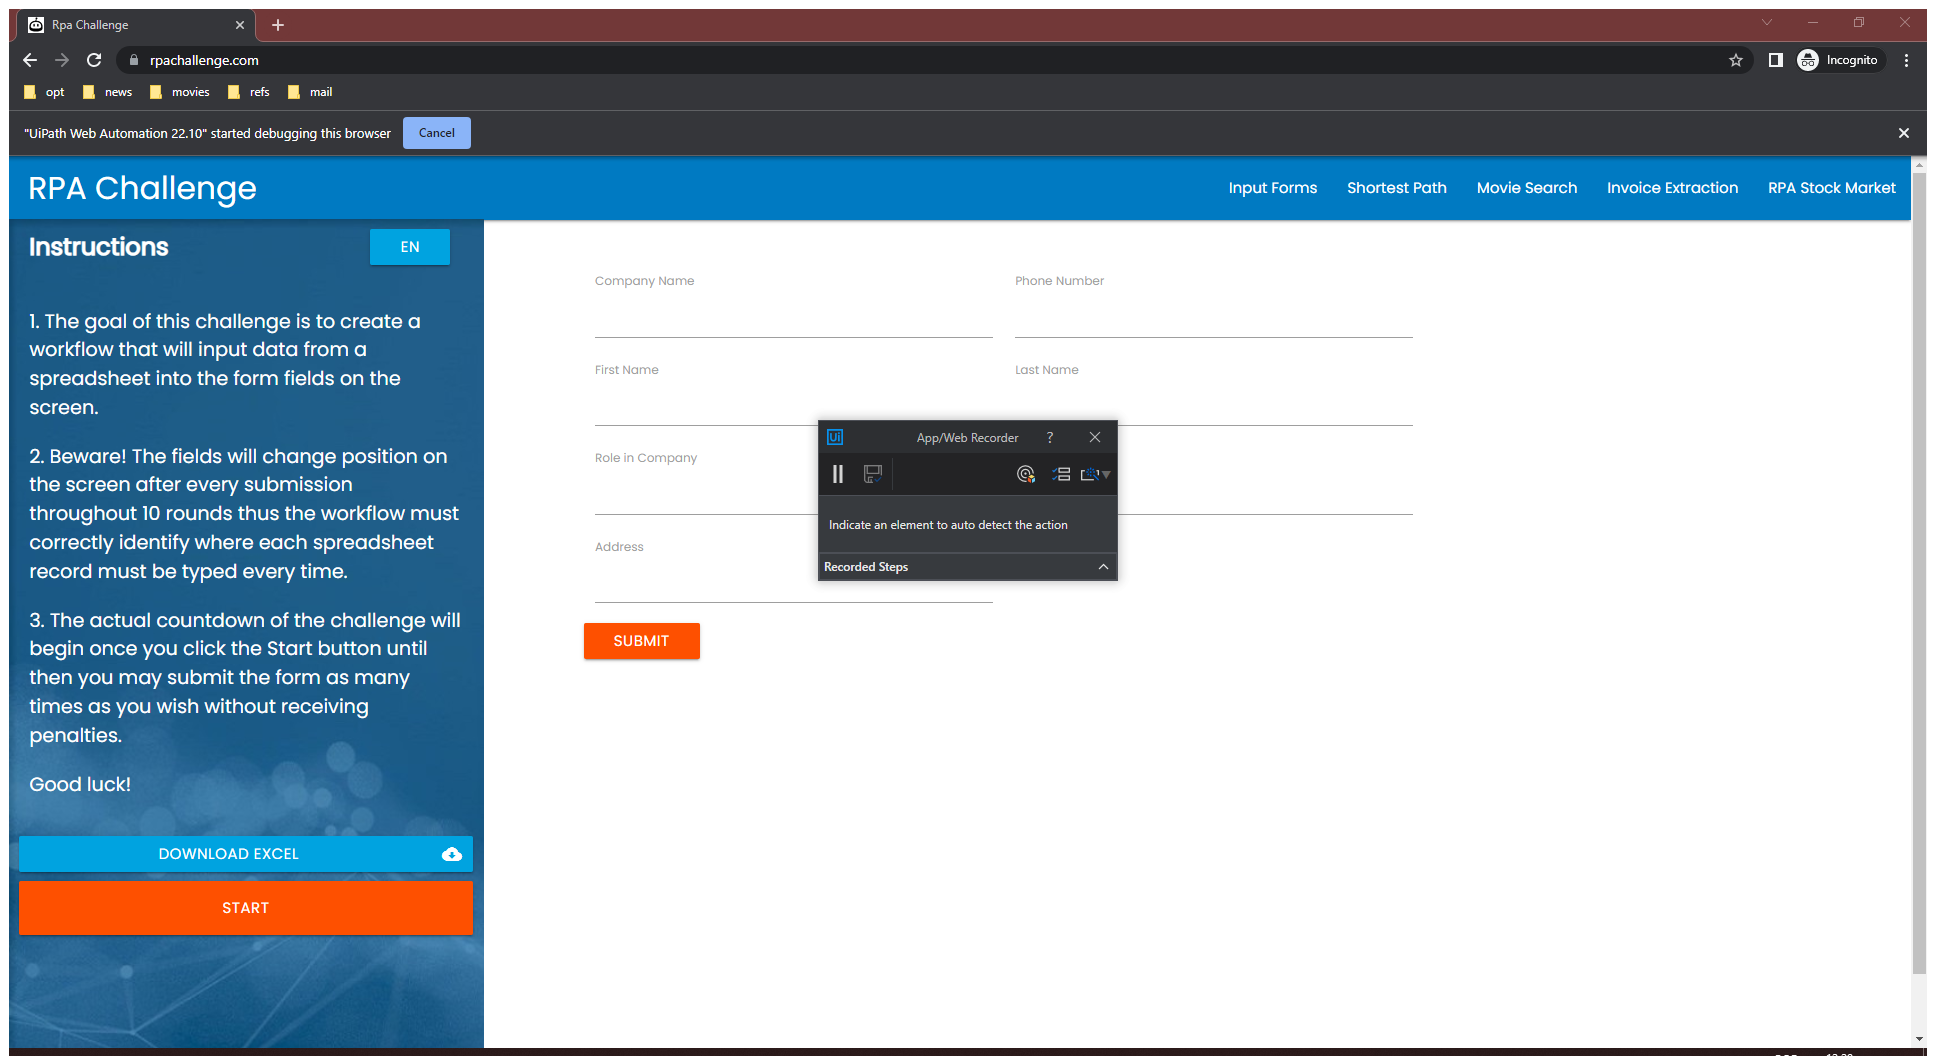 Rpa Challenge
rpachallenge.com
Incognito
opt news movies refs mail
"UiPath Web Automation 22.10" started debugging this browser Cancel
RPA Challenge
Input Forms Shortest Path Movie Search Invoice Extraction RPA Stock Market
Instructions
EN
1. The goal of this challenge is to create a
workflow that will input data from a
spreadsheet into the form fields on the
screen.
2. Beware! The fields will change position on
the screen after every submission
throughout 10 rounds thus the workflow must
correctly identify where each spreadsheet
record must be typed every time.
3. The actual countdown of the challenge will
begin once you click the Start button until
then you may submit the form as many
times as you wish without receiving
penalties.
Good luck!
DOWNLOAD EXCEL
START
Company Name Phone Number
First Name Last Name
Role in Company
Address
SUBMIT
Ui App/Web Recorder ?
Indicate an element to auto detect the action
Recorded Steps